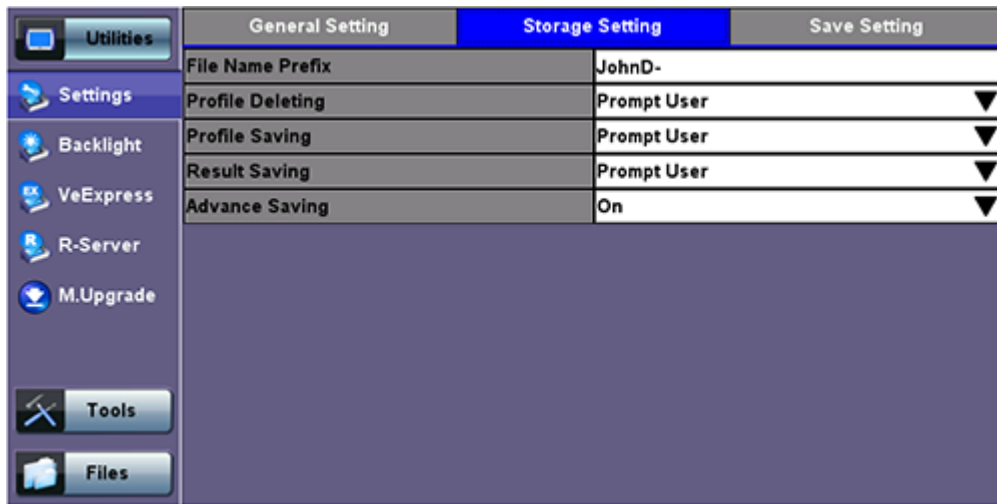 Utilities
General Setting Storage Setting Save Setting
File Name Prefix JohnD-
Settings
Profile Deleting Prompt User
Profile Saving Prompt User
Backlight
Result Saving Prompt User
EX
VeExpress
Advance Saving On
R
R-Server
M.Upgrade
Tools
Files